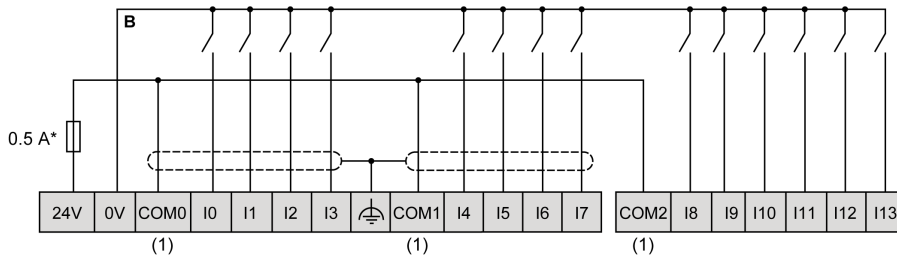 B
0.5 A*
24V 0V COM0 I0 I1 I2 I3 COM1 I4 I5 I6 I7 COM2 I8 I9 I10 I11 I12 I13
(1) (1) (1)